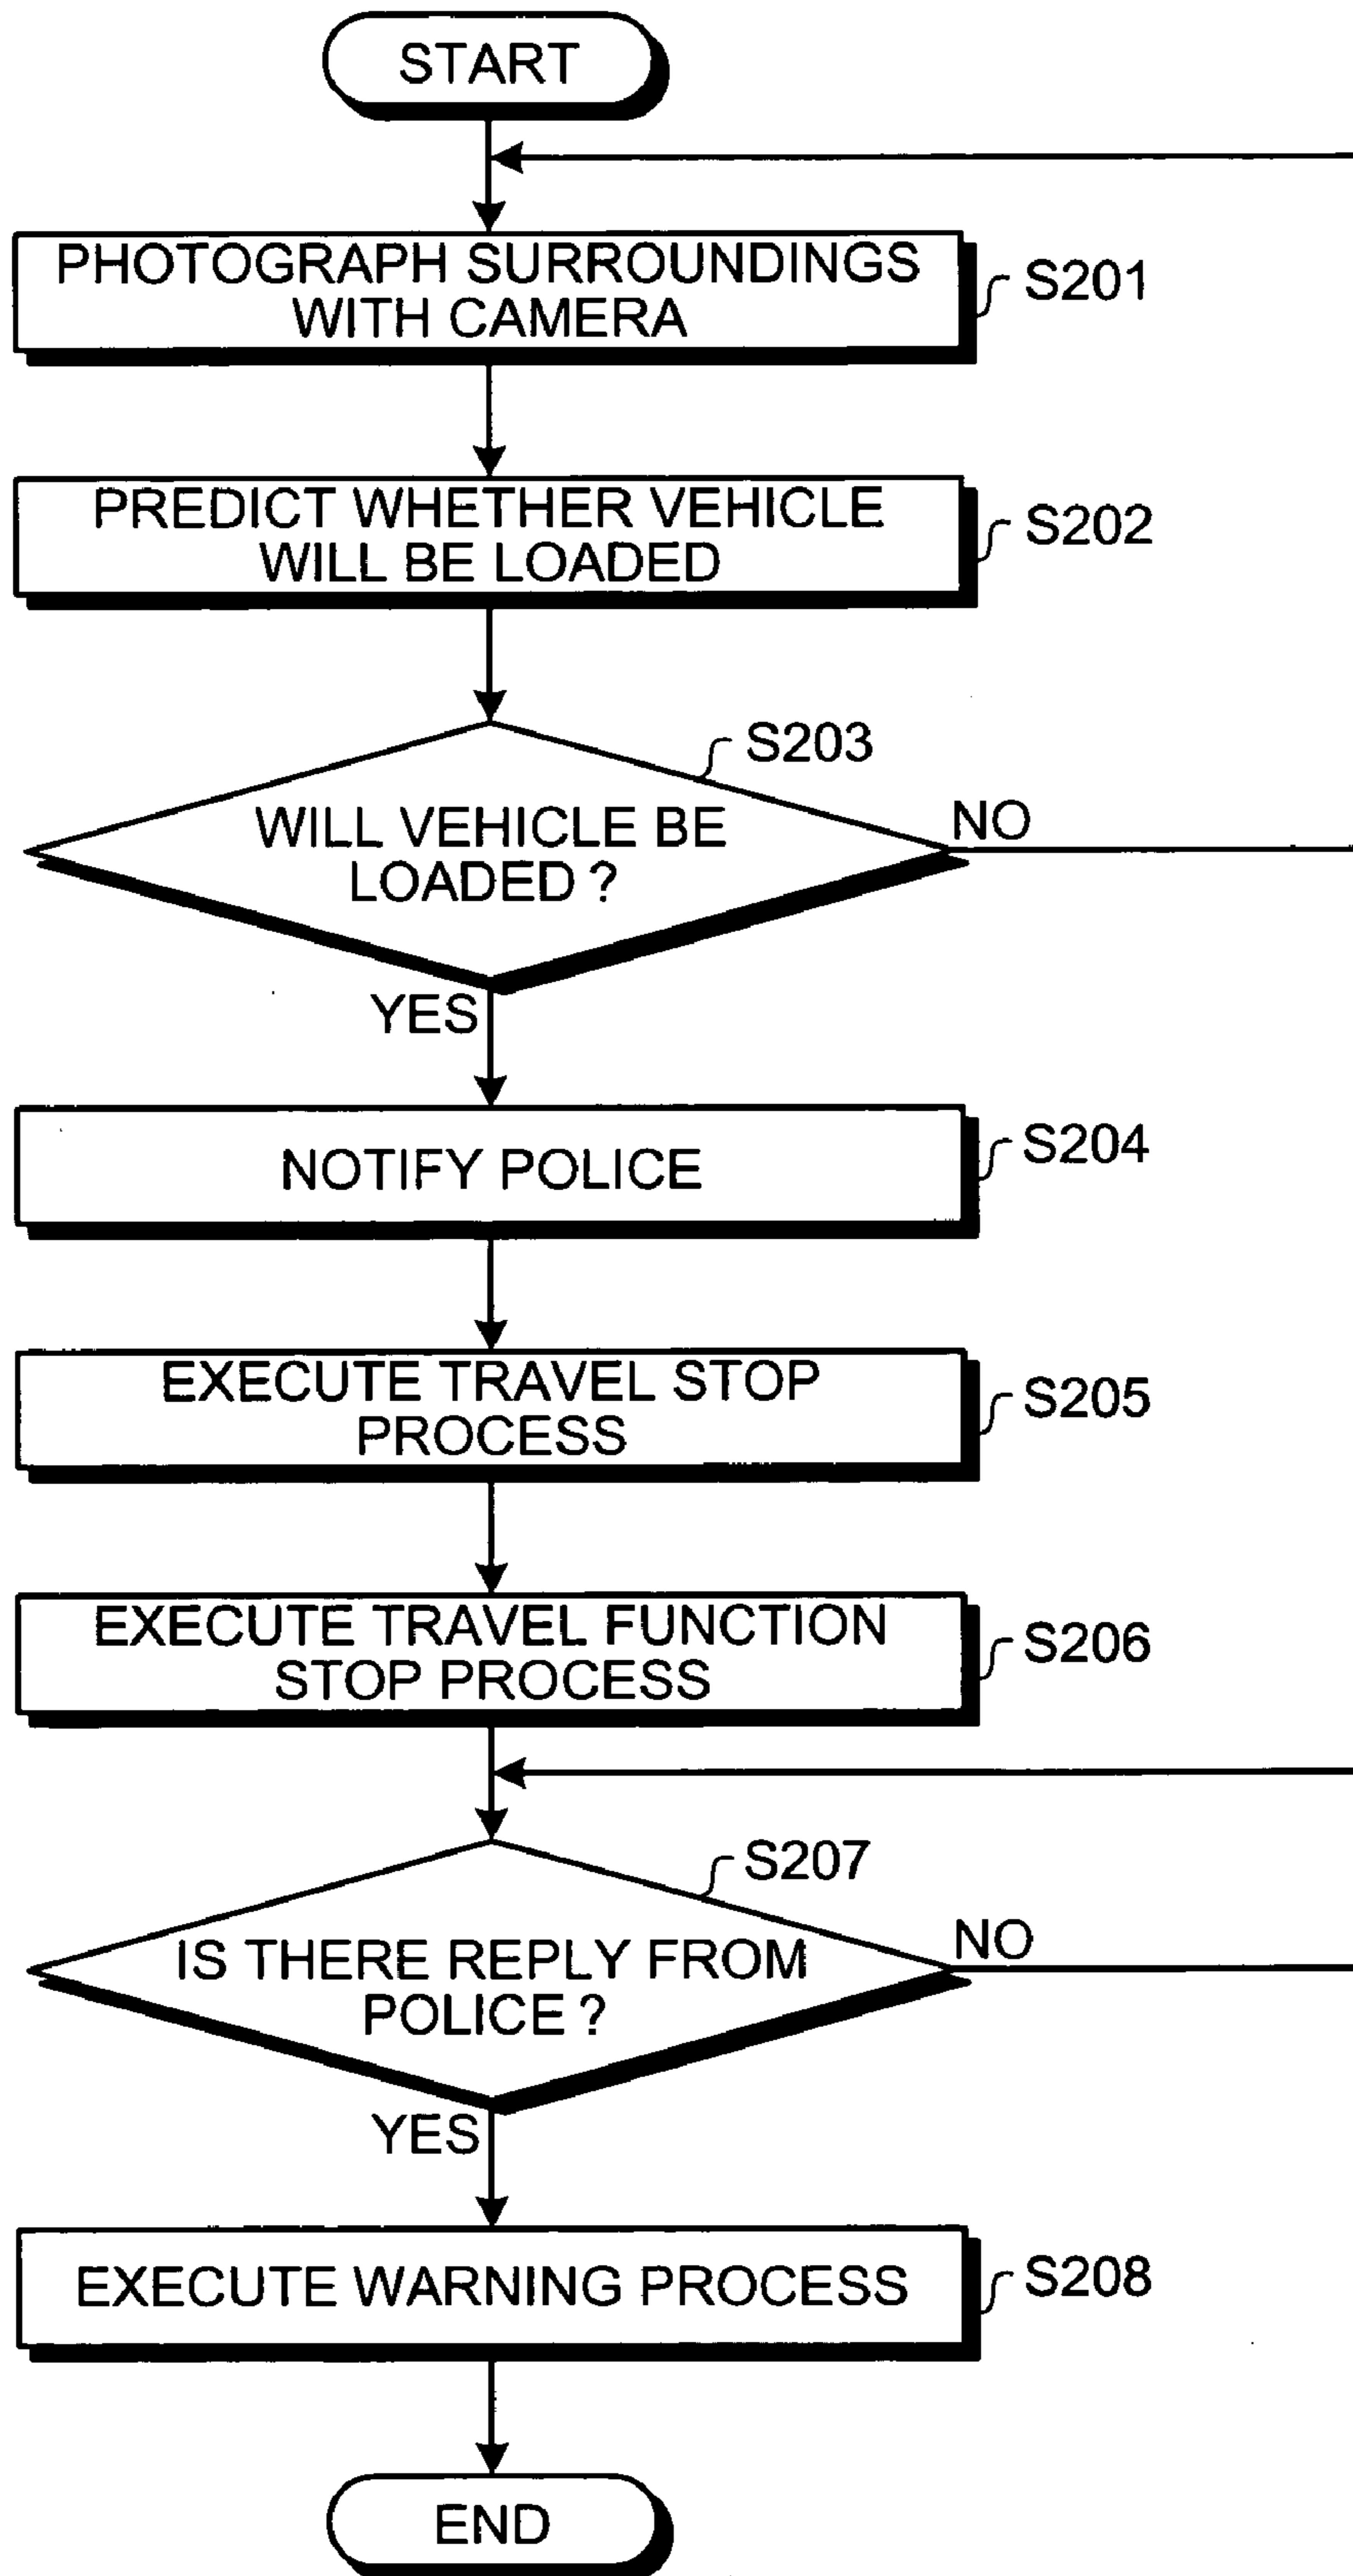 START
PHOTOGRAPH SURROUNDINGS
WITH CAMERA
S201
PREDICT WHETHER VEHICLE
WILL BE LOADED
S202
S203
WILL VEHICLE BE
LOADED ?
NO
YES
NOTIFY POLICE
S204
EXECUTE TRAVEL STOP
PROCESS
S205
EXECUTE TRAVEL FUNCTION
STOP PROCESS
S206
S207
IS THERE REPLY FROM
POLICE ?
NO
YES
EXECUTE WARNING PROCESS
S208
END